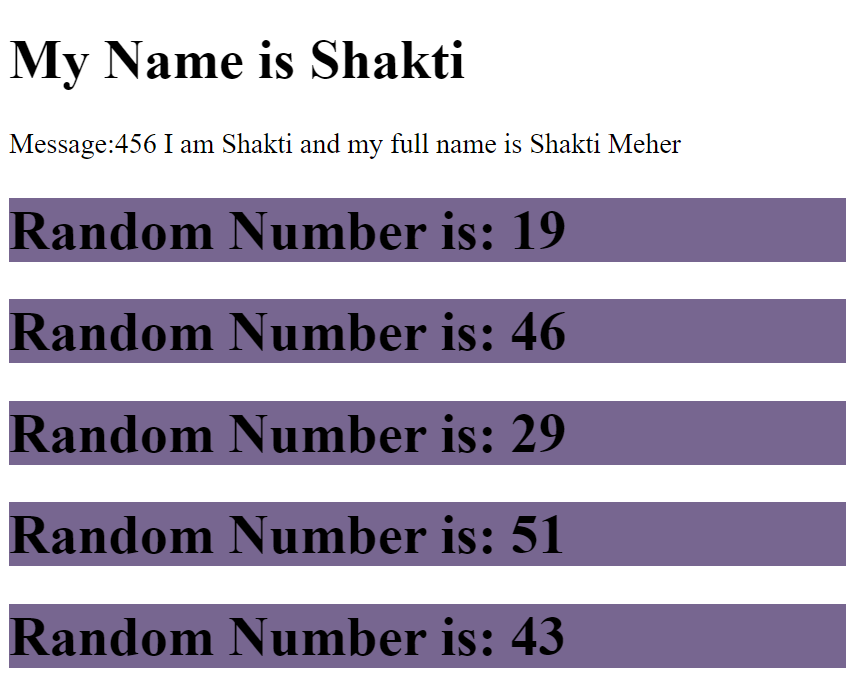 My Name is Shakti
Message:456 I am Shakti and my full name is Shakti Meher
Random Number is: 19
Random Number is: 46
Random Number is: 29
Random Number is: 51
Random Number is: 43